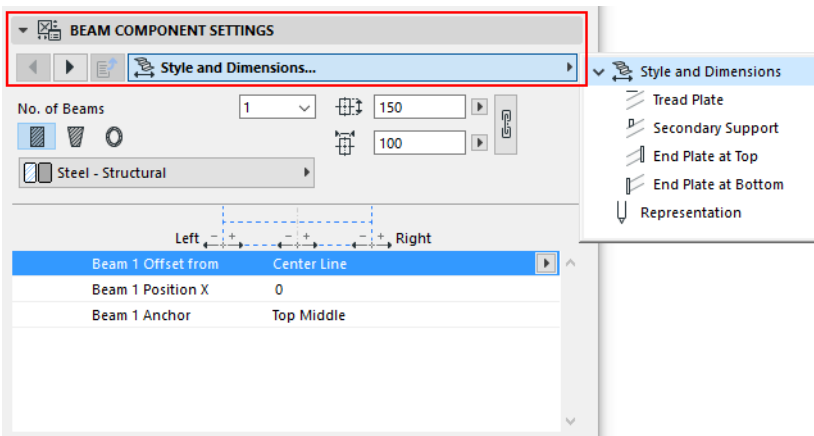 BEAM COMPONENT SETTINGS
Style and Dimensions...
No. of Beams
1
150
100
Steel - Structural
Left
Right
Beam 1 Offset from Center Line
Beam 1 Position X 0
Beam 1 Anchor Top Middle
Style and Dimensions
Tread Plate
Secondary Support
End Plate at Top
End Plate at Bottom
Representation